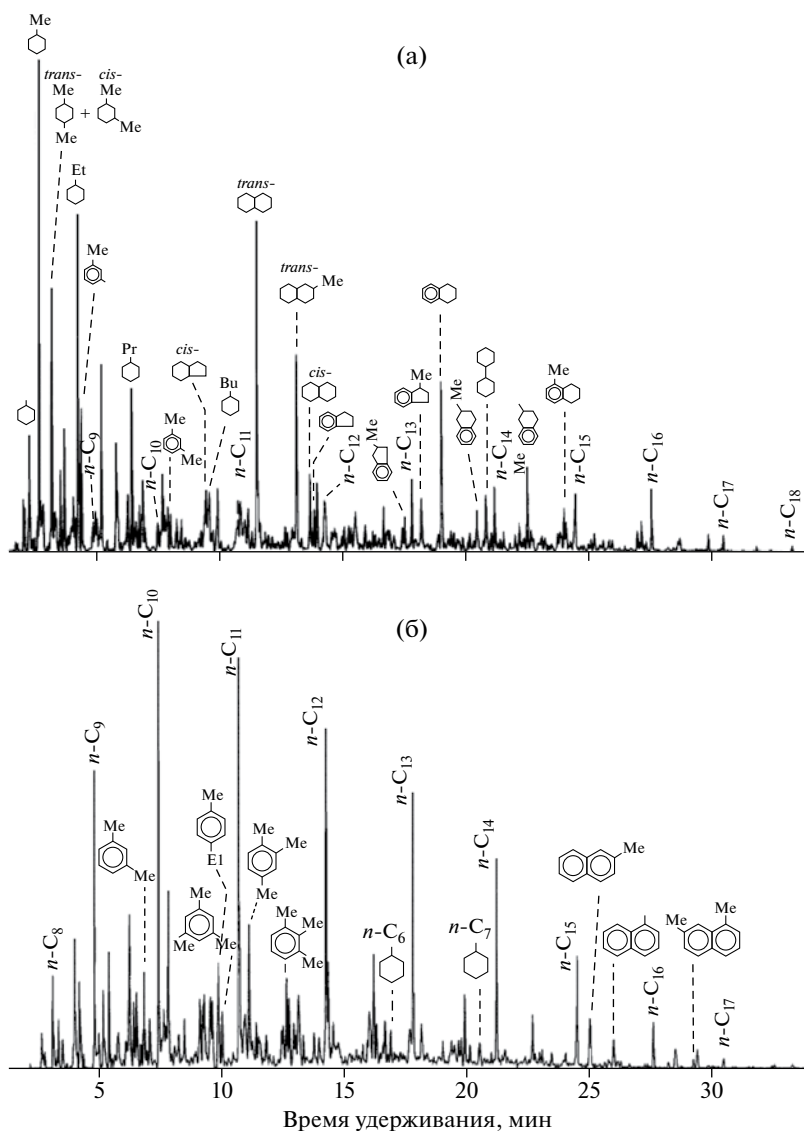 (а)
Me
trans-
Me
+
Me
cis-
Me
Me
Et
Me
n-C9
Pr
n-C10
Me
Me
cis-
Bu
n-C11
trans-
trans-
Me
cis-
n-C12
Me
n-C13
Me
Me
n-C14
Me
Me
n-C15
n-C16
n-C17
n-C18
(б)
n-C8
n-C9
Me
Me
n-C10
Me
E1
Me
Me
Me
n-C11
Me
Me
Me
Me
Me
Me
n-C12
n-C6
n-C13
n-C7
n-C14
n-C15
Me
n-C16
Me
Me
n-C17
5 10 15 20 25 30
Время удерживания, мин